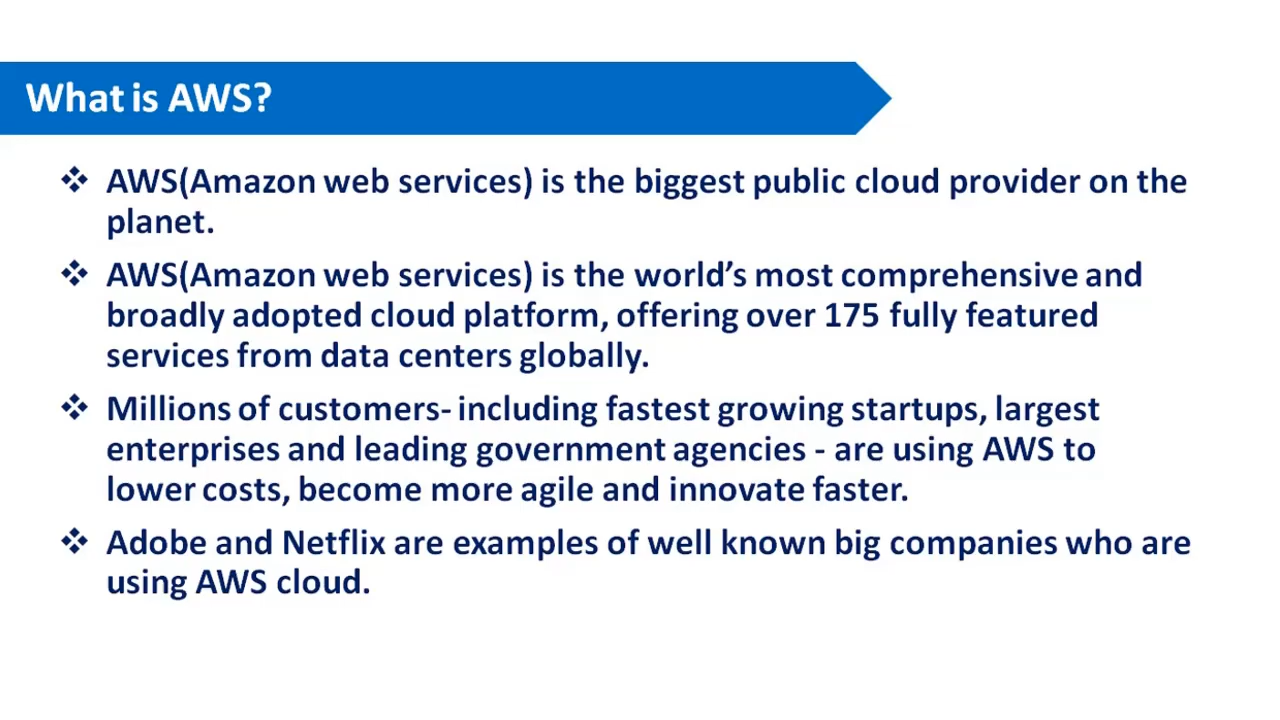 What is AWS?
❖ AWS(Amazon web services) is the biggest public cloud provider on the
planet.
❖ AWS(Amazon web services) is the world’s most comprehensive and
broadly adopted cloud platform, offering over 175 fully featured
services from data centers globally.
❖ Millions of customers- including fastest growing startups, largest
enterprises and leading government agencies - are using AWS to
lower costs, become more agile and innovate faster.
❖ Adobe and Netflix are examples of well known big companies who are
using AWS cloud.